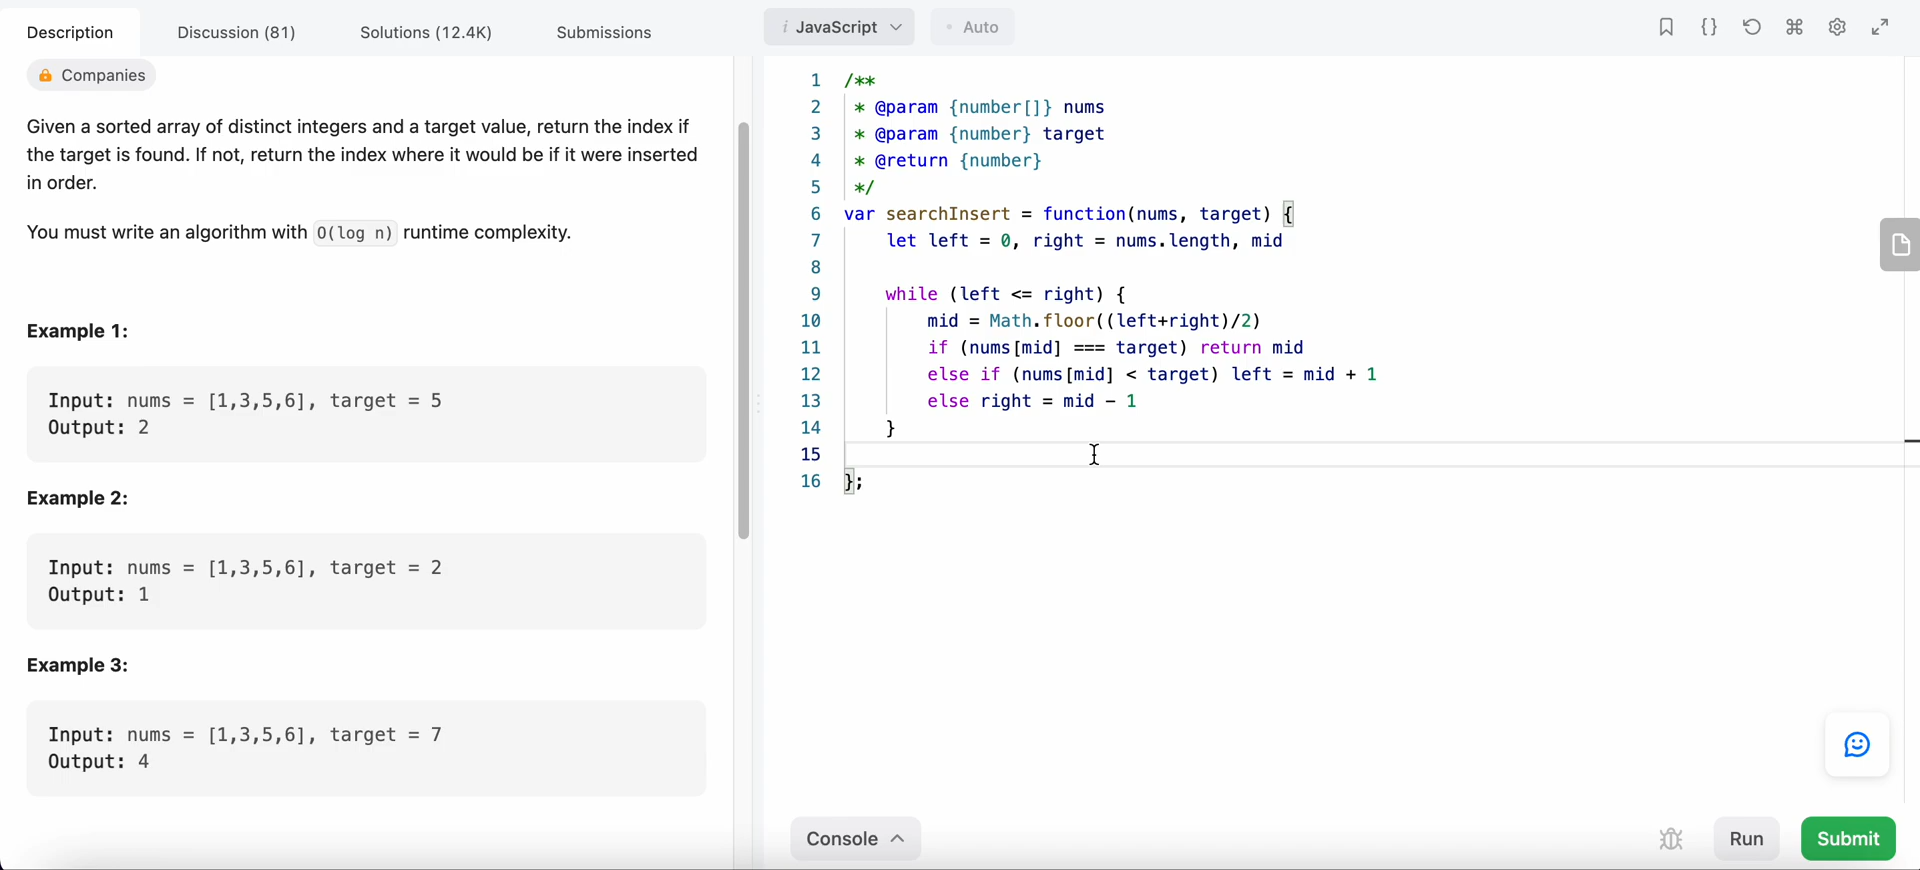 Description
Discussion (81)
Solutions (12.4K)
Submissions
Companies
Given a sorted array of distinct integers and a target value, return the index if
the target is found. If not, return the index where it would be if it were inserted
in order.
You must write an algorithm with O(log n) runtime complexity.
Example 1:
Input: nums = [1,3,5,6], target = 5
Output: 2
Example 2:
Input: nums = [1,3,5,6], target = 2
Output: 1
Example 3:
Input: nums = [1,3,5,6], target = 7
Output: 4
i JavaScript
• Auto
1 /**
2 * @param {number[]} nums
3 * @param {number} target
4 * @return {number}
5 */
6 var searchInsert = function(nums, target) {
7 let left = 0, right = nums.length, mid
8
9 while (left <= right) {
10 mid = Math.floor((left+right)/2)
11 if (nums[mid] === target) return mid
12 else if (nums[mid] < target) left = mid + 1
13 else right = mid - 1
14 }
15
16 };
Console
Run
Submit